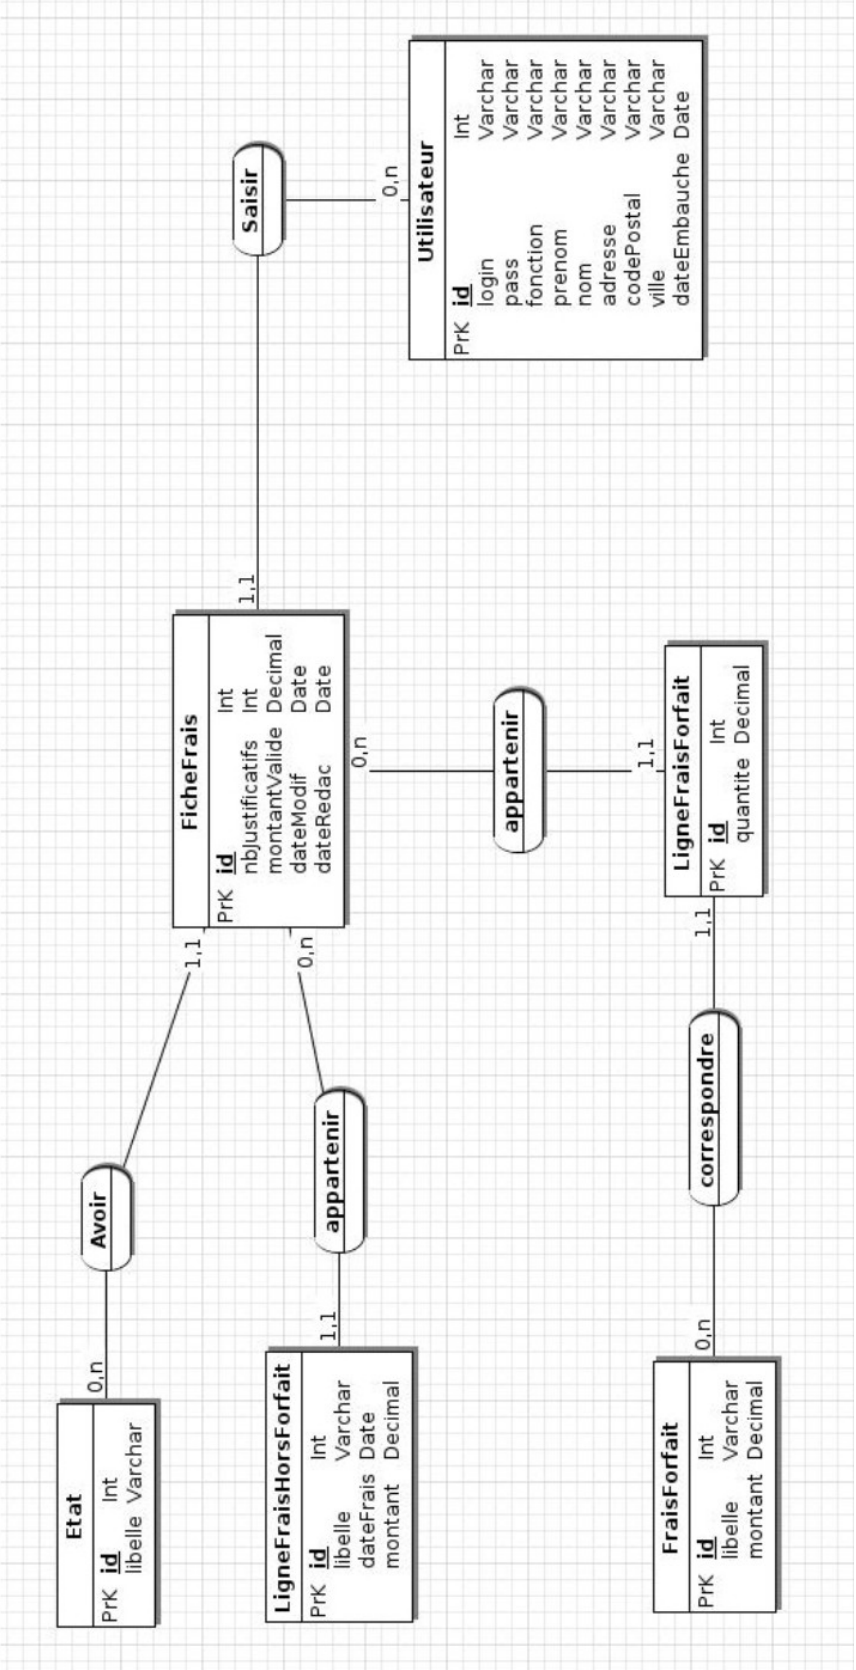 Etat
PrK id Int
libelle Varchar
0,n
Avoir
1,1
FicheFrais
PrK id Int
nbJustificatifs Int
montantValide Decimal
dateModif Date
dateRedac Date
1,1
Saisir
0,n
Utilisateur
PrK id Int
login Varchar
pass Varchar
fonction Varchar
prenom Varchar
nom Varchar
adresse Varchar
codePostal Varchar
ville Varchar
dateEmbauche Date
LigneFraisHorsForfait
PrK id Int
libelle Varchar
dateFrais Date
montant Decimal
1,1
appartenir
0,n
0,n
appartenir
1,1
LigneFraisForfait
PrK id Int
quantite Decimal
1,1
correspondre
0,n
FraisForfait
PrK id Int
libelle Varchar
montant Decimal